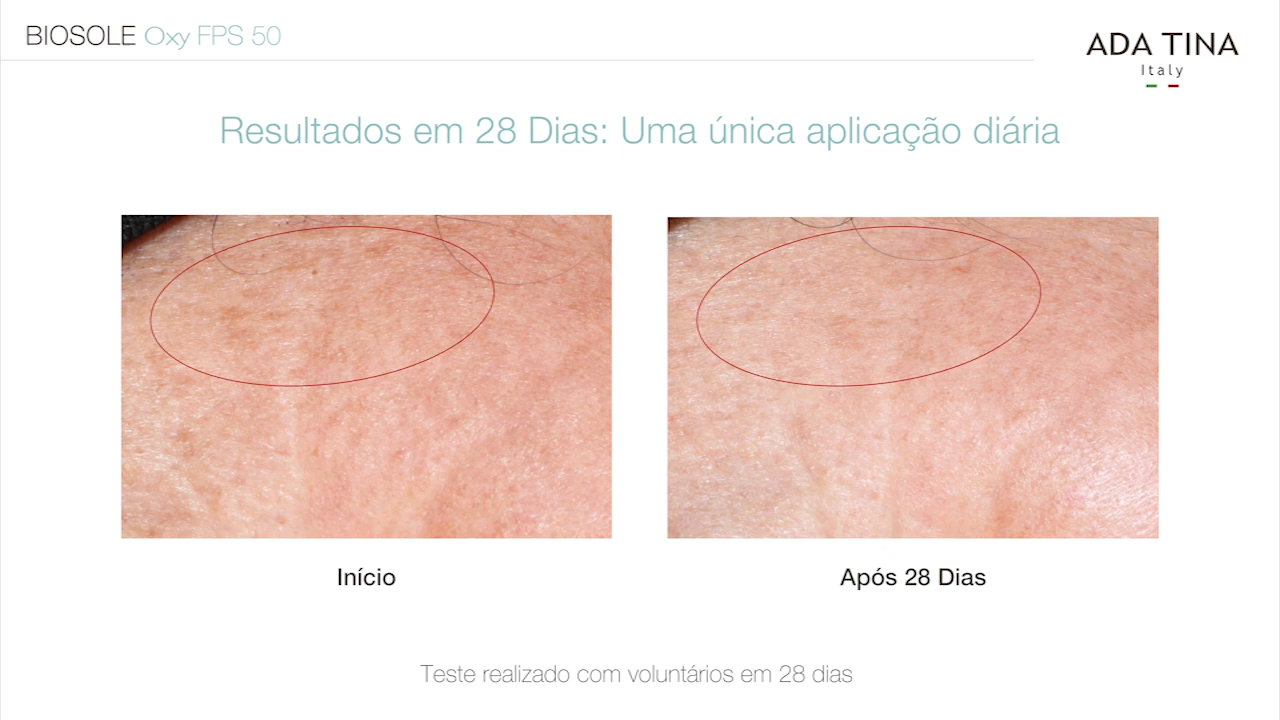 BIOSOLE Oxy FPS 50
ADA TINA
Italy
Resultados em 28 Dias: Uma única aplicação diária
Início
Após 28 Dias
Teste realizado com voluntários em 28 dias